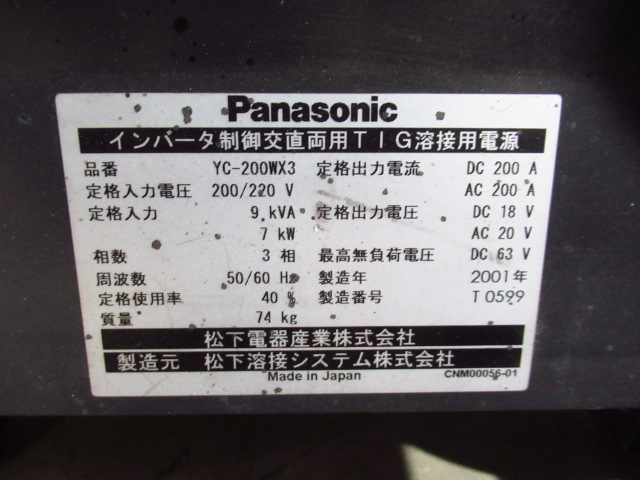 Panasonic
インバータ制御交直両用TIG溶接用電源
品番 YC-200WX3 定格出力電流 DC 200 A
定格入力電圧 200/220 V AC 200 A
定格入力 9 kVA 定格出力電圧 DC 18 V
7 kW AC 20 V
相数 3 相 最高無負荷電圧 DC 63 V
周波数 50/60 Hz 製造年 2001年
定格使用率 40 % 製造番号 T 0599
質量 74 kg
松下電器産業株式会社
製造元 松下溶接システム株式会社
Made in Japan CNM00056-01